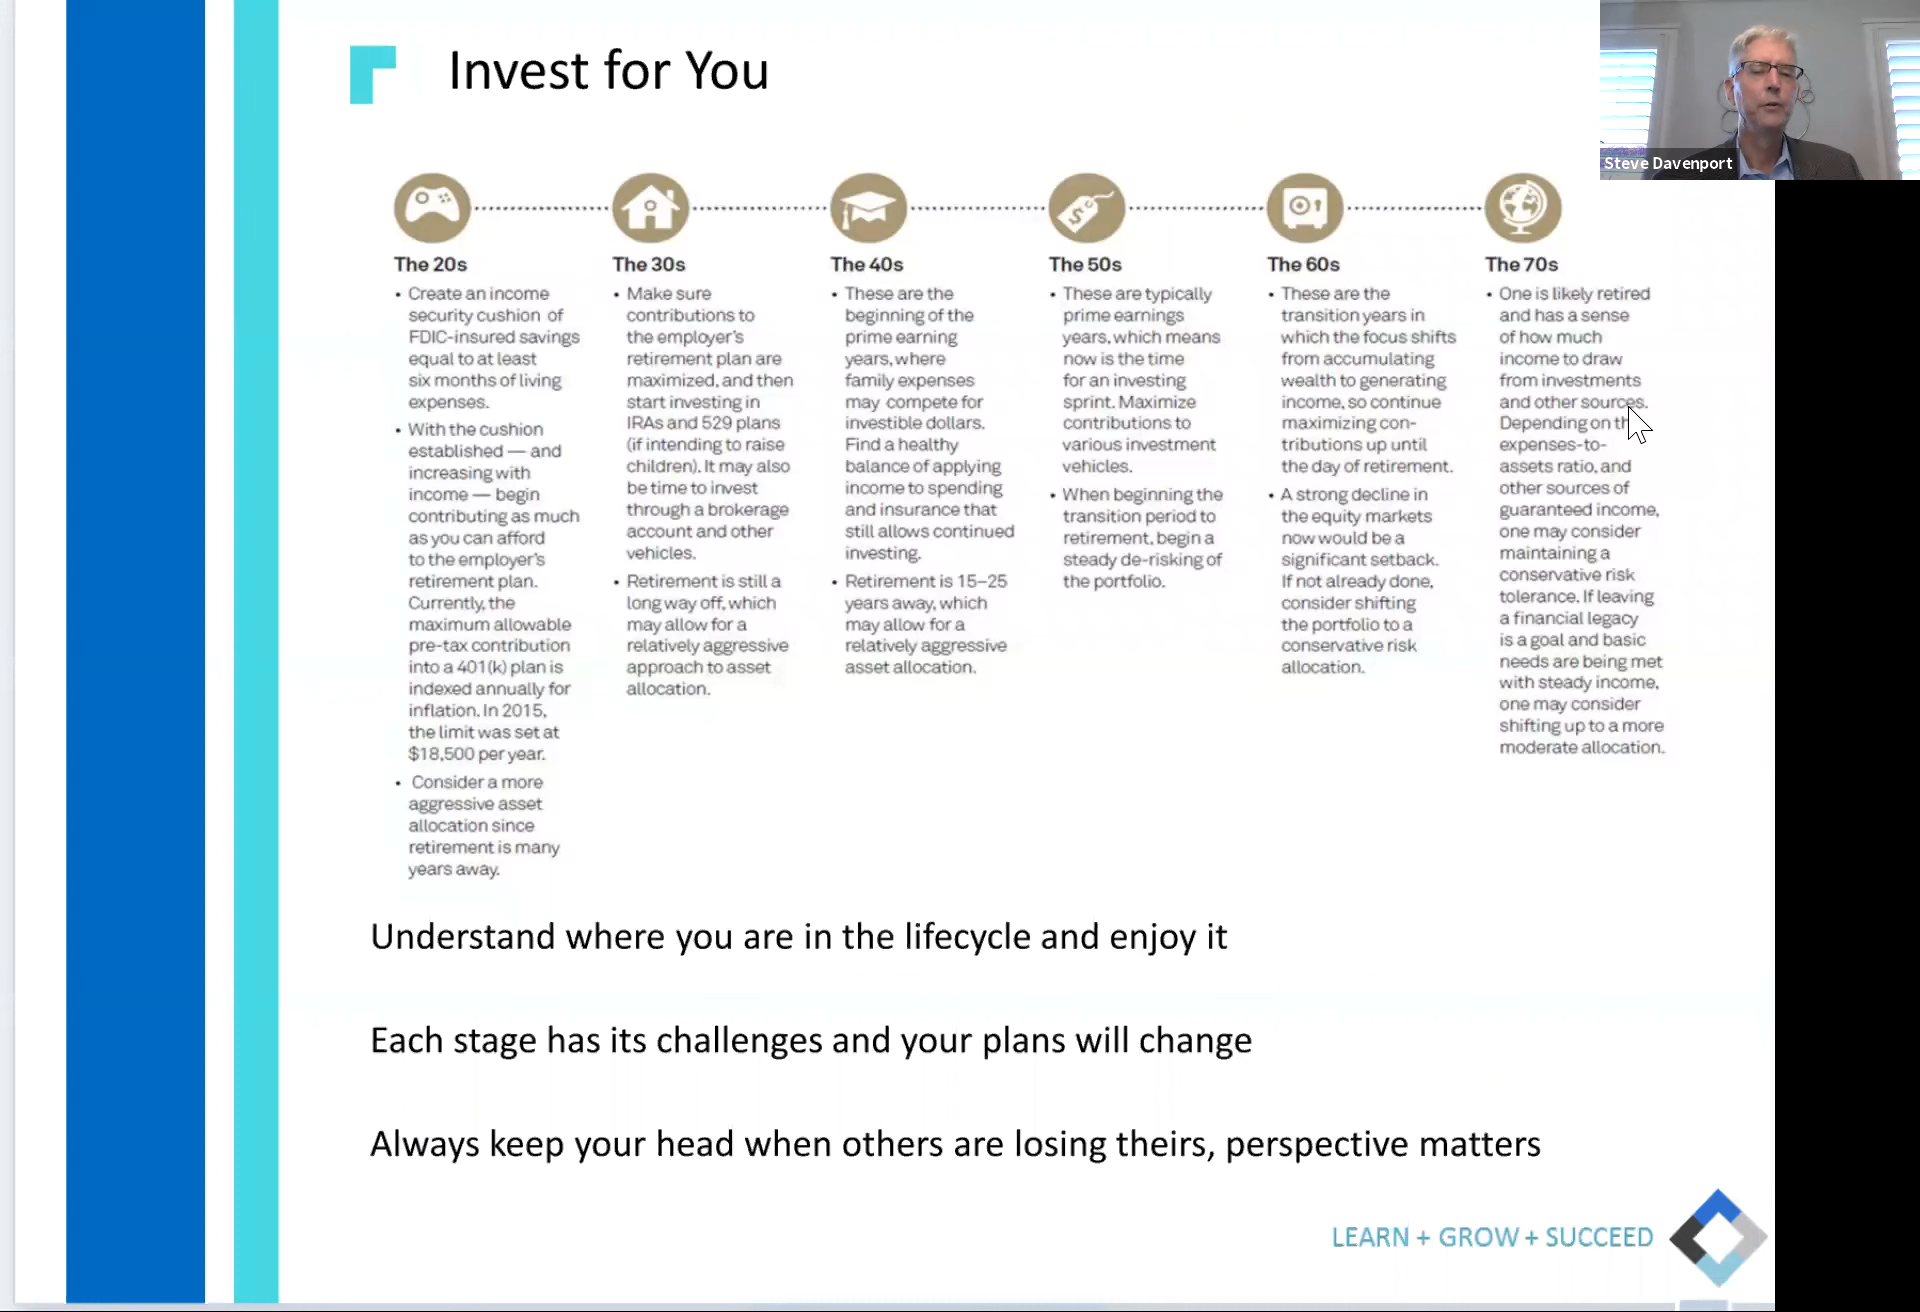 Invest for You
Steve Davenport
The 20s
• Create an income
security cushion of
FDIC-insured savings
equal to at least
six months of living
expenses.
• With the cushion
established — and
increasing with
income — begin
contributing as much
as you can afford
to the employer's
retirement plan.
Currently, the
maximum allowable
pre-tax contribution
into a 401(k) plan is
indexed annually for
inflation. In 2015,
the limit was set at
$18,500 per year.
• Consider a more
aggressive asset
allocation since
retirement is many
years away.
The 30s
• Make sure
contributions to
the employer's
retirement plan are
maximized, and then
start investing in
IRAs and 529 plans
(if intending to raise
children). It may also
be time to invest
through a brokerage
account and other
vehicles.
• Retirement is still a
long way off, which
may allow for a
relatively aggressive
approach to asset
allocation.
The 40s
• These are the
beginning of the
prime earning
years, where
family expenses
may compete for
investible dollars.
Find a healthy
balance of applying
income to spending
and insurance that
still allows continued
investing.
• Retirement is 15–25
years away, which
may allow for a
relatively aggressive
asset allocation.
The 50s
• These are typically
prime earnings
years, which means
now is the time
for an investing
sprint. Maximize
contributions to
various investment
vehicles.
• When beginning the
transition period to
retirement, begin a
steady de-risking of
the portfolio.
The 60s
• These are the
transition years in
which the focus shifts
from accumulating
wealth to generating
income, so continue
maximizing con-
tributions up until
the day of retirement.
• A strong decline in
the equity markets
now would be a
significant setback.
If not already done,
consider shifting
the portfolio to a
conservative risk
allocation.
The 70s
• One is likely retired
and has a sense
of how much
income to draw
from investments
and other sources.
Depending on
expenses-to-
assets ratio, and
other sources of
guaranteed income,
one may consider
maintaining a
conservative risk
tolerance. If leaving
a financial legacy
is a goal and basic
needs are being met
with steady income,
one may consider
shifting up to a more
moderate allocation.
Understand where you are in the lifecycle and enjoy it
Each stage has its challenges and your plans will change
Always keep your head when others are losing theirs, perspective matters
LEARN + GROW + SUCCEED